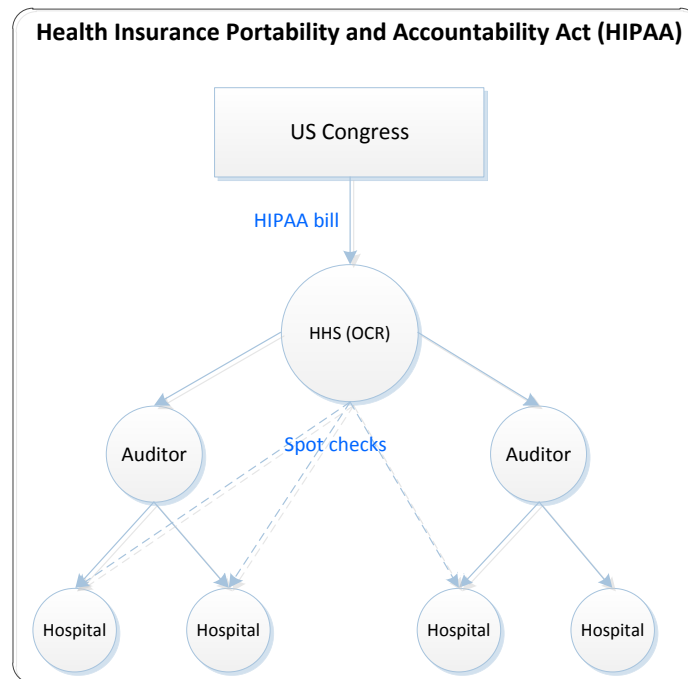 Health Insurance Portability and Accountability Act (HIPAA)
US Congress
HIPAA bill
HHS (OCR)
Auditor
Spot checks
Auditor
Hospital
Hospital
Hospital
Hospital